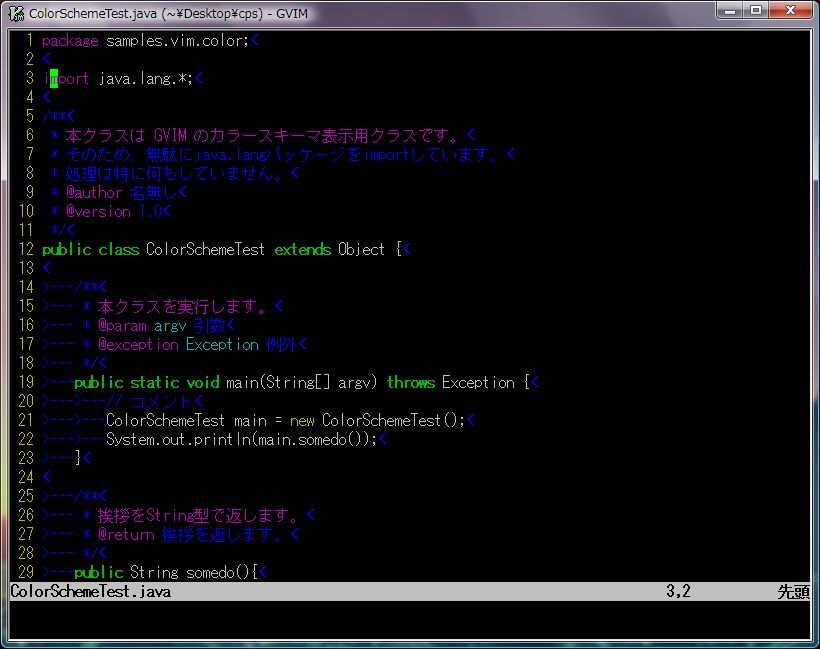 ColorSchemeTest.java (~¥Desktop¥cps) - GVIM
1 package samples.vim.color;<
2 <
3 import java.lang.*;<
4 <
5 /**<
6  * 本クラスは GVIM のカラースキーマ表示用クラスです。<
7  * そのため、無駄にjava.langパッケージをimportしています。<
8  * 処理は特に何もしていません。<
9  * @author 名無し<
10  * @version 1.0<
11  */<
12 public class ColorSchemeTest extends Object {<
13 <
14 >---/**<
15 >--- * 本クラスを実行します。<
16 >--- * @param argv 引数<
17 >--- * @exception Exception 例外<
18 >--- */<
19 >---public static void main(String[] argv) throws Exception {<
20 >--->---// コメント<
21 >--->---ColorSchemeTest main = new ColorSchemeTest();<
22 >--->---System.out.println(main.somedo());<
23 >---}<
24 <
25 >---/**<
26 >--- * 挨拶をString型で返します。<
27 >--- * @return 挨拶を返します。<
28 >--- */<
29 >---public String somedo(){<
ColorSchemeTest.java 3,2 先頭